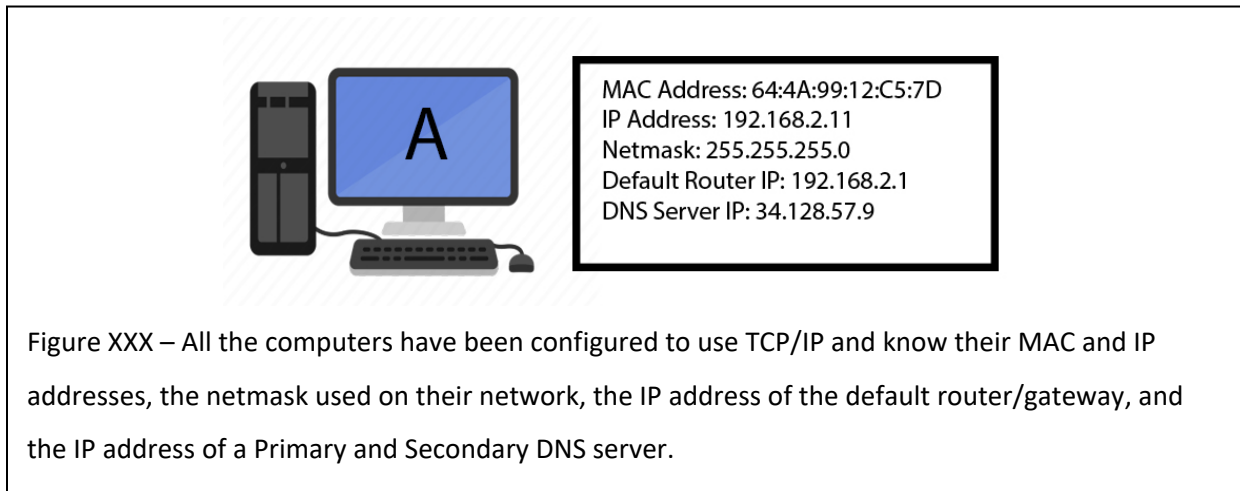 A
MAC Address: 64:4A:99:12:C5:7D
IP Address: 192.168.2.11
Netmask: 255.255.255.0
Default Router IP: 192.168.2.1
DNS Server IP: 34.128.57.9
Figure XXX – All the computers have been configured to use TCP/IP and know their MAC and IP
addresses, the netmask used on their network, the IP address of the default router/gateway, and
the IP address of a Primary and Secondary DNS server.